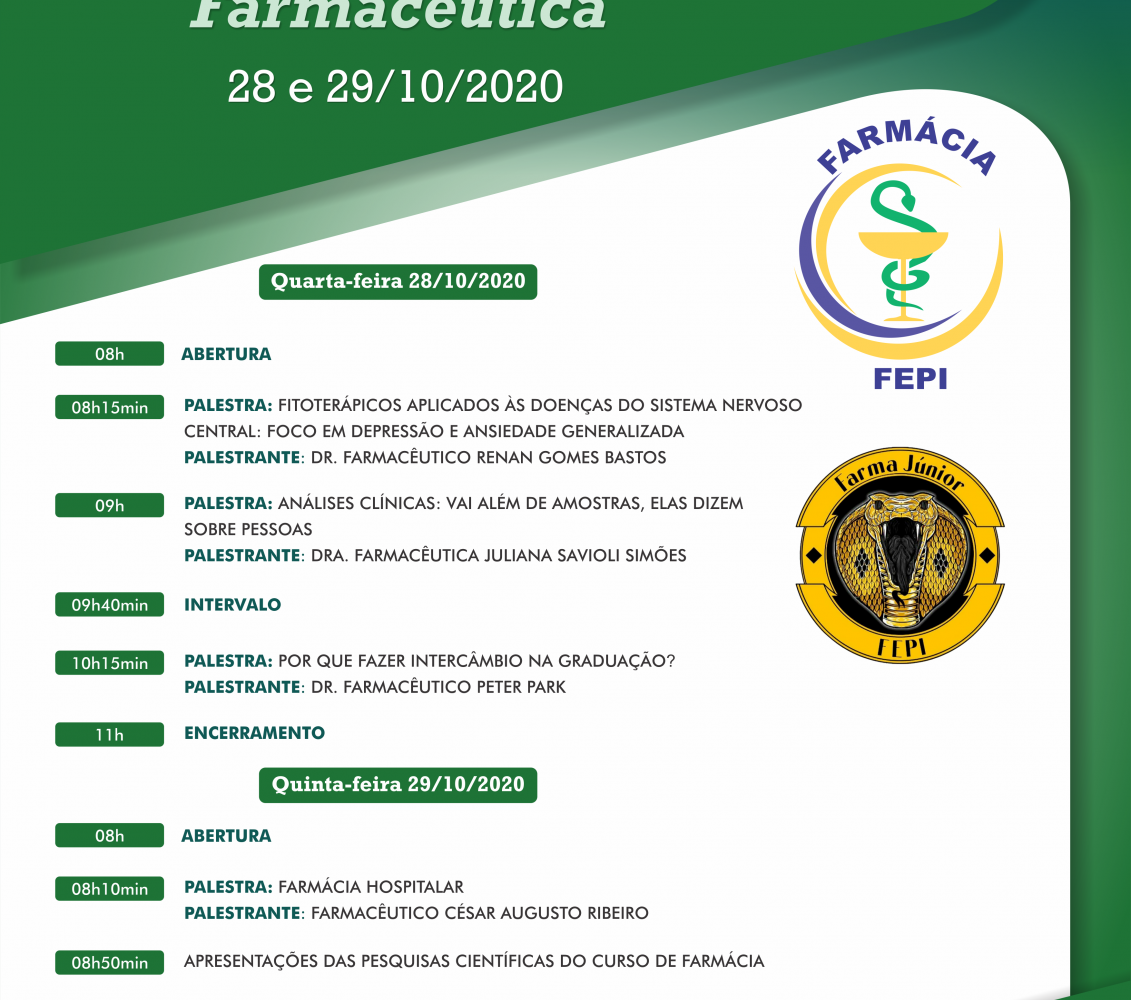 Farmacêutica
28 e 29/10/2020
FARMÁCIA
FEPI
Quarta-feira 28/10/2020
08h ABERTURA
08h15min PALESTRA: FITOTERÁPICOS APLICADOS ÀS DOENÇAS DO SISTEMA NERVOSO
CENTRAL: FOCO EM DEPRESSÃO E ANSIEDADE GENERALIZADA
PALESTRANTE: DR. FARMACÊUTICO RENAN GOMES BASTOS
Farma Júnior
FEPI
09h PALESTRA: ANÁLISES CLÍNICAS: VAI ALÉM DE AMOSTRAS, ELAS DIZEM
SOBRE PESSOAS
PALESTRANTE: DRA. FARMACÊUTICA JULIANA SAVIOLI SIMÕES
09h40min INTERVALO
10h15min PALESTRA: POR QUE FAZER INTERCÂMBIO NA GRADUAÇÃO?
PALESTRANTE: DR. FARMACÊUTICO PETER PARK
11h ENCERRAMENTO
Quinta-feira 29/10/2020
08h ABERTURA
08h10min PALESTRA: FARMÁCIA HOSPITALAR
PALESTRANTE: FARMACÊUTICO CÉSAR AUGUSTO RIBEIRO
08h50min APRESENTAÇÕES DAS PESQUISAS CIENTÍFICAS DO CURSO DE FARMÁCIA